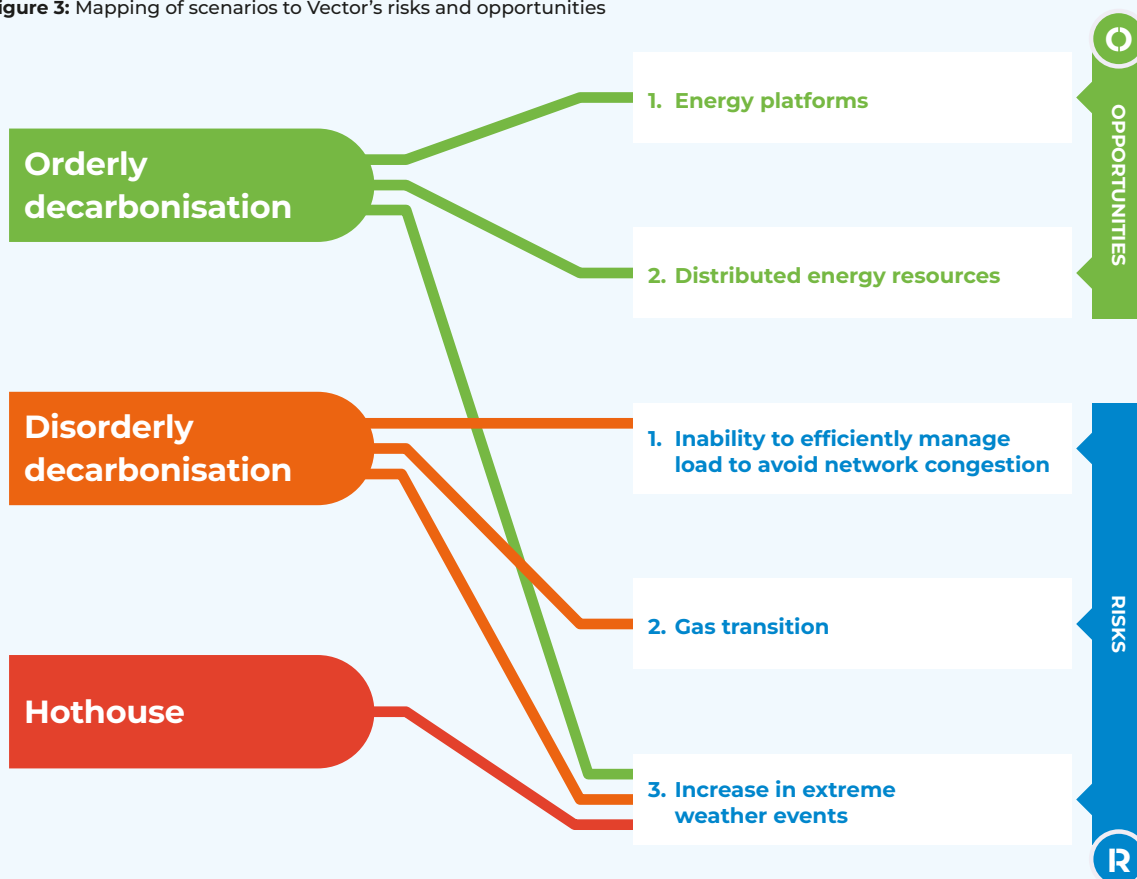 igure 3: Mapping of scenarios to Vector's risks and opportunities
Orderly
decarbonisation
Disorderly
decarbonisation
Hothouse
1. Energy platforms
2. Distributed energy resources
1. Inability to efficiently manage
load to avoid network congestion
2. Gas transition
3. Increase in extreme
weather events
O
OPPORTUNITIES
RISKS
R